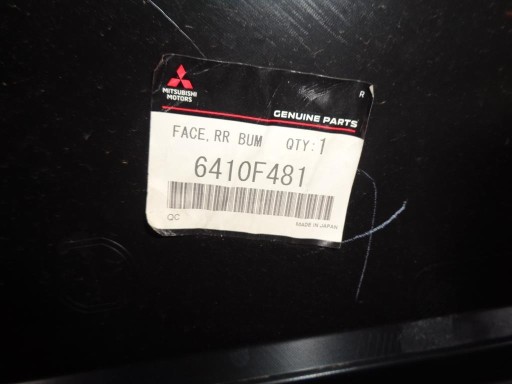 MITSUBISHI
MOTORS
R
GENUINE PARTS
FACE, RR BUM QTY:1
6410F481
QC
MADE IN JAPAN